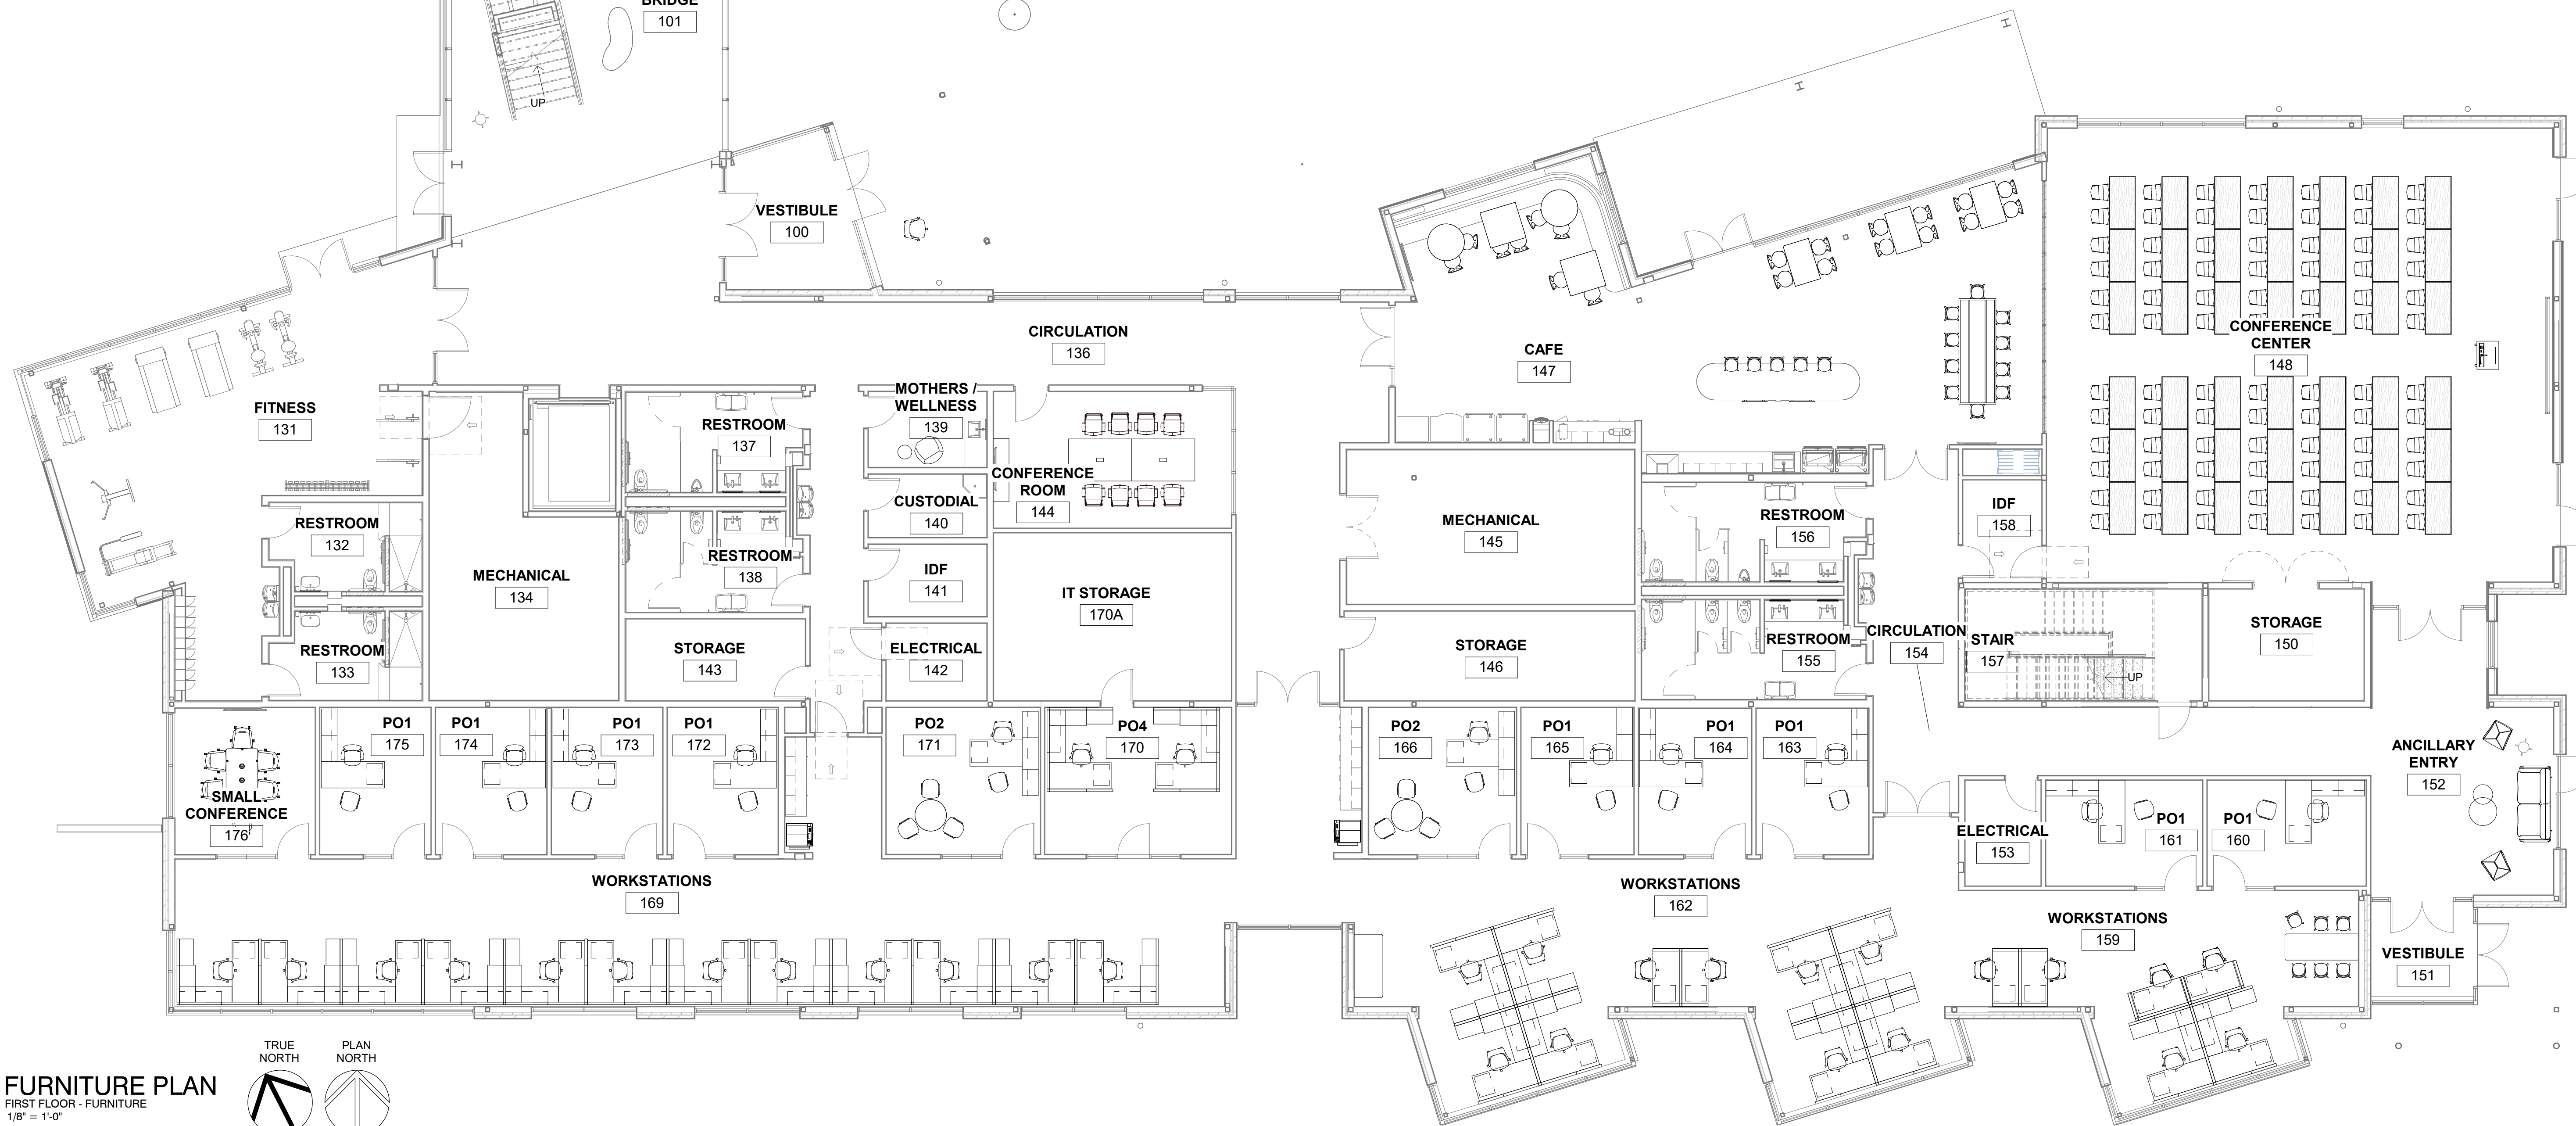 BRIDGE
101
UP
VESTIBULE
100
CIRCULATION
136
CAFE
147
CONFERENCE
CENTER
148
FITNESS
131
MOTHERS /
WELLNESS
139
RESTROOM
137
CONFERENCE
ROOM
144
CUSTODIAL
140
RESTROOM
132
MECHANICAL
134
RESTROOM
138
IDF
141
IT STORAGE
170A
MECHANICAL
145
RESTROOM
156
IDF
158
RESTROOM
133
STORAGE
143
ELECTRICAL
142
STORAGE
146
RESTROOM
155
CIRCULATION
154
STAIR
157
UP
STORAGE
150
PO1
175
PO1
174
PO1
173
PO1
172
PO2
171
PO4
170
PO2
166
PO1
165
PO1
164
PO1
163
ANCILLARY
ENTRY
152
SMALL
CONFERENCE
176
ELECTRICAL
153
PO1
161
PO1
160
WORKSTATIONS
169
WORKSTATIONS
162
WORKSTATIONS
159
VESTIBULE
151
TRUE
NORTH
PLAN
NORTH
FURNITURE PLAN
FIRST FLOOR - FURNITURE
1/8" = 1'-0"